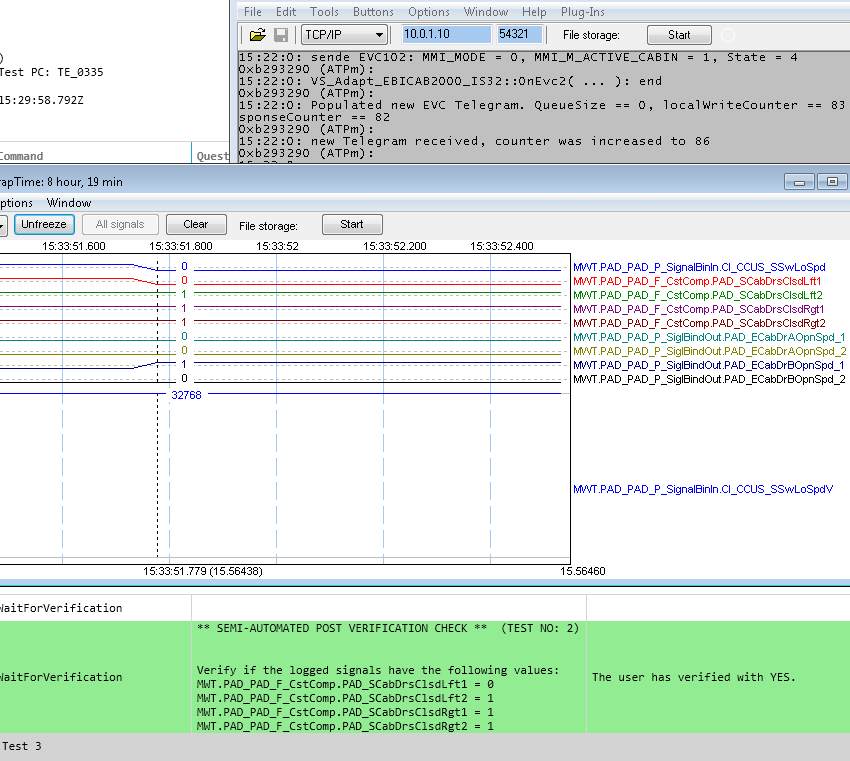 )
Test PC: TE_0335
15:29:58.792Z
Command
Quest
File Edit Tools Buttons Options Window Help Plug-Ins
TCP/IP 10.0.1.10 54321 File storage: Start
15:22:0: sende EVC102: MMI_MODE = 0, MMI_M_ACTIVE_CABIN = 1, State = 4
0xb293290 (ATPm):
15:22:0: VS_Adapt_EBICAB2000_IS32::OnEvc2( ... ): end
0xb293290 (ATPm):
15:22:0: Populated new EVC Telegram. QueueSize == 0, localWriteCounter == 83
sponseCounter == 82
0xb293290 (ATPm):
15:22:0: new Telegram received, counter was increased to 86
0xb293290 (ATPm):
rapTime: 8 hour, 19 min
ptions Window
Unfreeze All signals Clear File storage: Start
15:33:51.600 15:33:51.800 15:33:52 15:33:52.200 15:33:52.400
0 MWT.PAD_PAD_P_SignalBinIn.CI_CCUS_SSwLoSpd
0 MWT.PAD_PAD_F_CstComp.PAD_SCabDrsClsdLft1
1 MWT.PAD_PAD_F_CstComp.PAD_SCabDrsClsdLft2
1 MWT.PAD_PAD_F_CstComp.PAD_SCabDrsClsdRgt1
1 MWT.PAD_PAD_F_CstComp.PAD_SCabDrsClsdRgt2
0 MWT.PAD_PAD_P_SiglBindOut.PAD_ECabDrAOpnSpd_1
0 MWT.PAD_PAD_P_SiglBindOut.PAD_ECabDrAOpnSpd_2
1 MWT.PAD_PAD_P_SiglBindOut.PAD_ECabDrBOpnSpd_1
0 MWT.PAD_PAD_P_SiglBindOut.PAD_ECabDrBOpnSpd_2
32768
MWT.PAD_PAD_P_SignalBinIn.CI_CCUS_SSwLoSpdV
15:33:51.779 (15.56438) 15.56460
WaitForVerification
** SEMI-AUTOMATED POST VERIFICATION CHECK ** (TEST NO: 2)
Verify if the logged signals have the following values:
WaitForVerification
MWT.PAD_PAD_F_CstComp.PAD_SCabDrsClsdLft1 = 0
MWT.PAD_PAD_F_CstComp.PAD_SCabDrsClsdLft2 = 1
MWT.PAD_PAD_F_CstComp.PAD_SCabDrsClsdRgt1 = 1
MWT.PAD_PAD_F_CstComp.PAD_SCabDrsClsdRgt2 = 1
The user has verified with YES.
Test 3